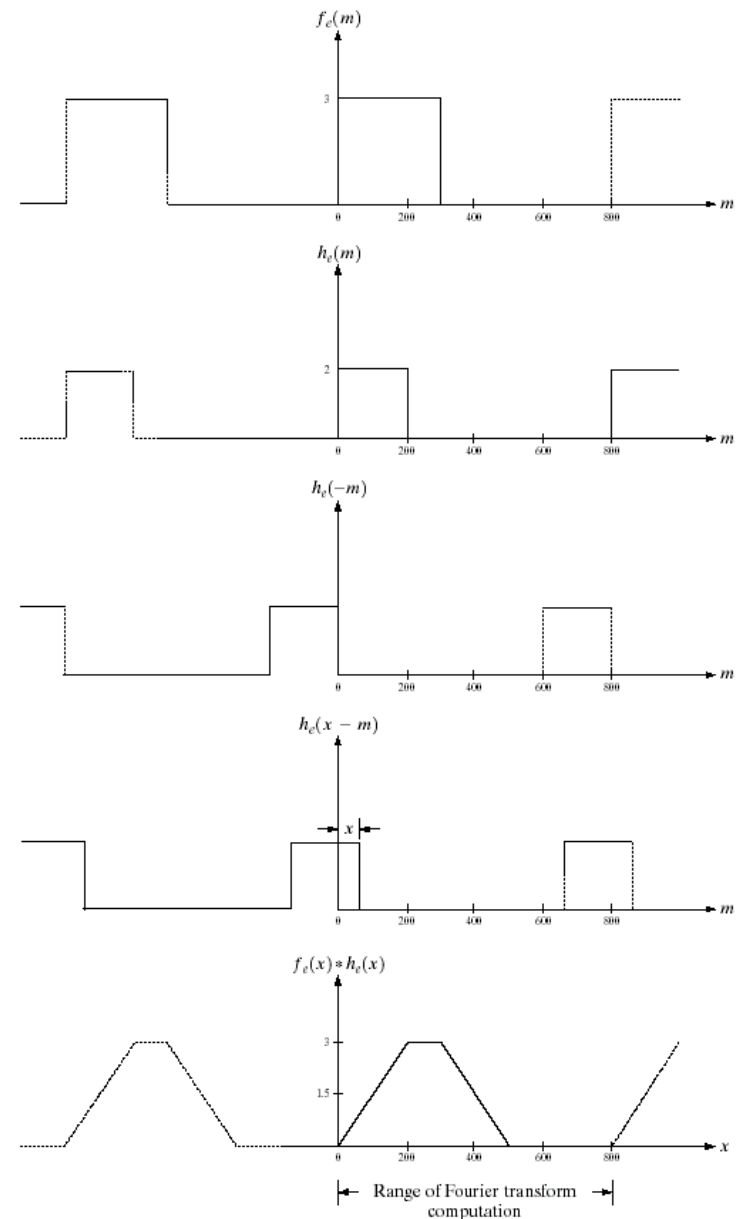 f_e(m)
3
0 200 400 600 800 m
h_e(m)
2
0 200 400 600 800 m
h_e(−m)
0 200 400 600 800 m
h_e(x − m)
x
0 200 400 600 800 m
f_e(x) * h_e(x)
3
1.5
0 200 400 600 800 x
Range of Fourier transform
computation